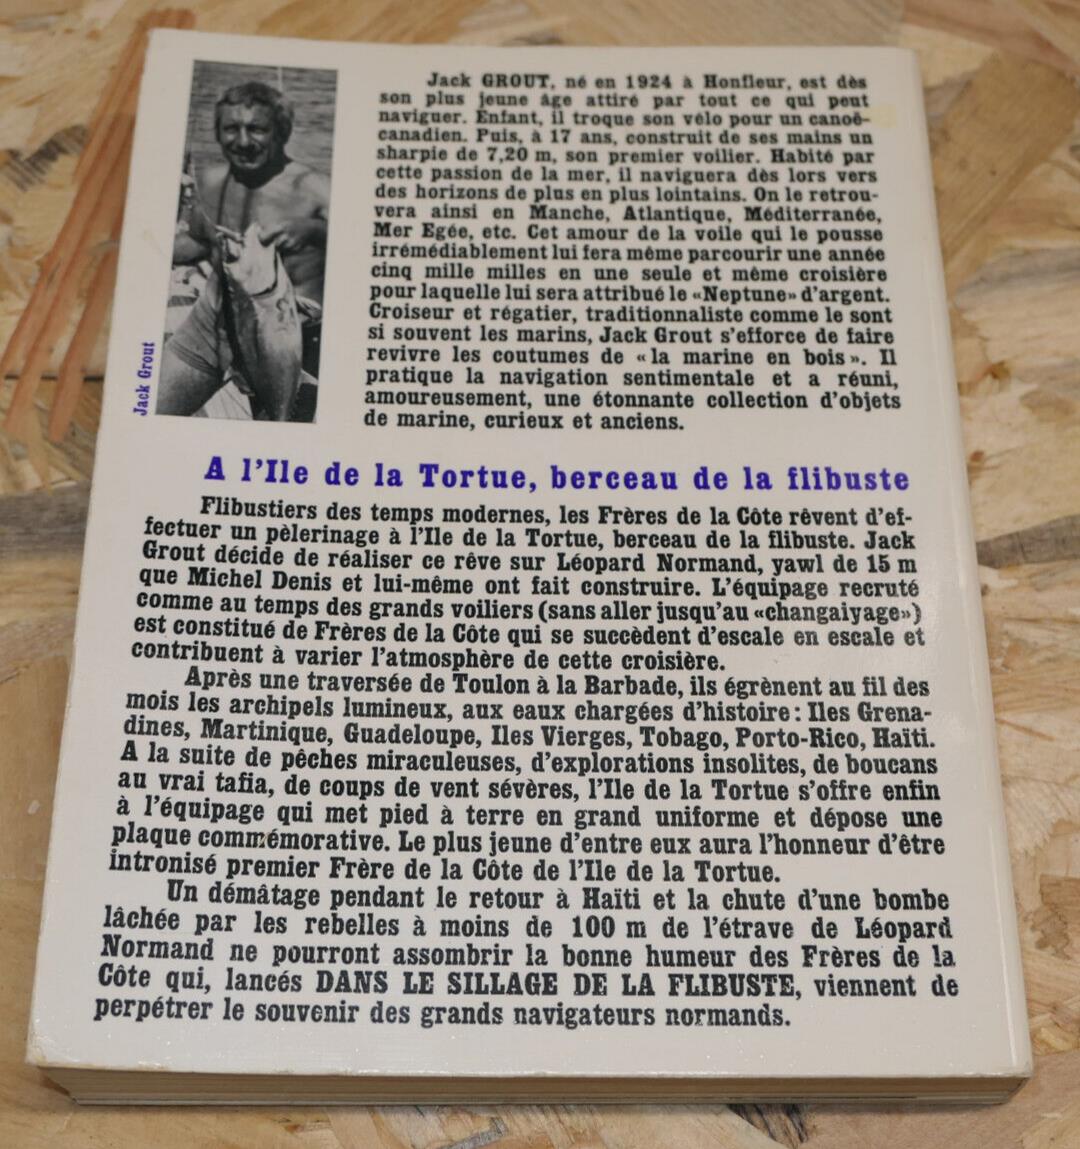 Jack GROUT, né en 1924 à Honfleur, est dès
son plus jeune âge attiré par tout ce qui peut
naviguer. Enfant, il troque son vélo pour un canoë-
canadien. Puis, à 17 ans, construit de ses mains un
sharpie de 7,20 m, son premier voilier. Habité par
cette passion de la mer, il naviguera dès lors vers
des horizons de plus en plus lointains. On le retrou-
vera ainsi en Manche, Atlantique, Méditerranée,
Mer Egée, etc. Cet amour de la voile qui le pousse
irrémédiablement lui fera même parcourir une année
cinq mille milles en une seule et même croisière
pour laquelle lui sera attribué le «Neptune» d'argent.
Croiseur et régatier, traditionnaliste comme le sont
si souvent les marins, Jack Grout s'efforce de faire
revivre les coutumes de « la marine en bois ». Il
pratique la navigation sentimentale et a réuni,
amoureusement, une étonnante collection d'objets
de marine, curieux et anciens.
Jack Grout
A l'Ile de la Tortue, berceau de la flibuste
Flibustiers des temps modernes, les Frères de la Côte rêvent d'ef-
fectuer un pèlerinage à l'Ile de la Tortue, berceau de la flibuste. Jack
Grout décide de réaliser ce rêve sur Léopard Normand, yawl de 15 m
que Michel Denis et lui-même ont fait construire. L'équipage recruté
comme au temps des grands voiliers (sans aller jusqu'au «changaiyage»)
est constitué de Frères de la Côte qui se succèdent d'escale en escale et
contribuent à varier l'atmosphère de cette croisière.
Après une traversée de Toulon à la Barbade, ils égrènent au fil des
mois les archipels lumineux, aux eaux chargées d'histoire : Iles Grena-
dines, Martinique, Guadeloupe, Iles Vierges, Tobago, Porto-Rico, Haïti.
A la suite de pêches miraculeuses, d'explorations insolites, de boucans
au vrai tafia, de coups de vent sévères, l'Ile de la Tortue s'offre enfin
à l'équipage qui met pied à terre en grand uniforme et dépose une
plaque commémorative. Le plus jeune d'entre eux aura l'honneur d'être
intronisé premier Frère de la Côte de l'Ile de la Tortue.
Un démâtage pendant le retour à Haïti et la chute d'une bombe
lâchée par les rebelles à moins de 100 m de l'étrave de Léopard
Normand ne pourront assombrir la bonne humeur des Frères de la
Côte qui, lancés DANS LE SILLAGE DE LA FLIBUSTE, viennent de
perpétrer le souvenir des grands navigateurs normands.